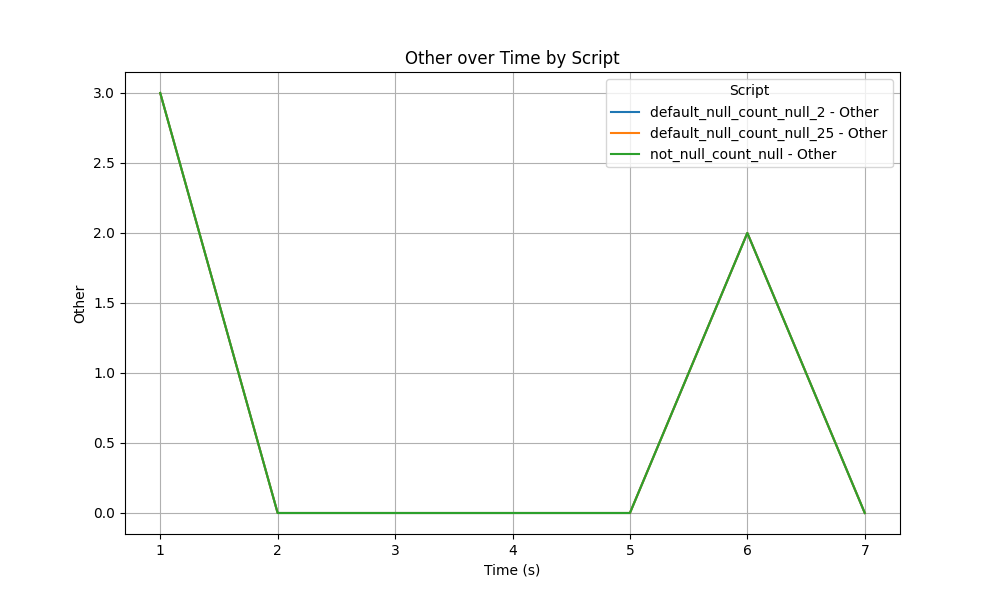 Other over Time by Script
Script
default_null_count_null_2 - Other
default_null_count_null_25 - Other
not_null_count_null - Other
3.0
2.5
2.0
1.5
1.0
0.5
0.0
Other
1 2 3 4 5 6 7
Time (s)